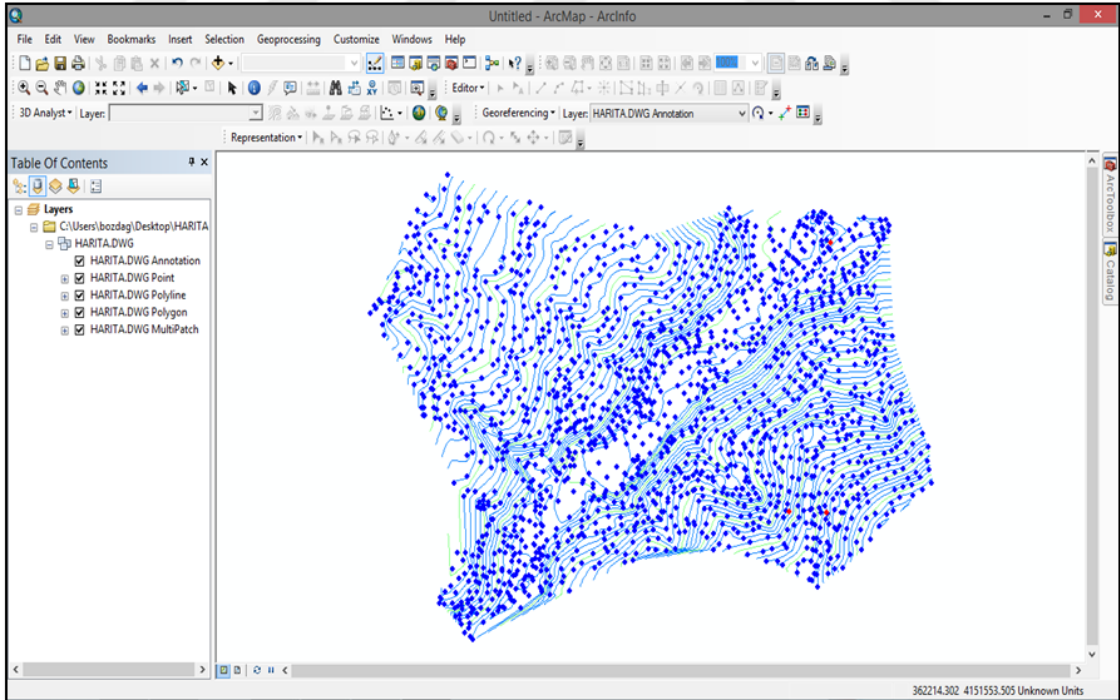 Untitled - ArcMap - ArcInfo
File Edit View Bookmarks Insert Selection Geoprocessing Customize Windows Help
100%
Editor
3D Analyst Layer: Georeferencing Layer: HARITA.DWG Annotation
Representation
Table Of Contents
Layers
C:\Users\bozdag\Desktop\HARITA
HARITA.DWG
HARITA.DWG Annotation
HARITA.DWG Point
HARITA.DWG Polyline
HARITA.DWG Polygon
HARITA.DWG MultiPatch
ArcToolbox
Catalog
362214.302 4151553.505 Unknown Units